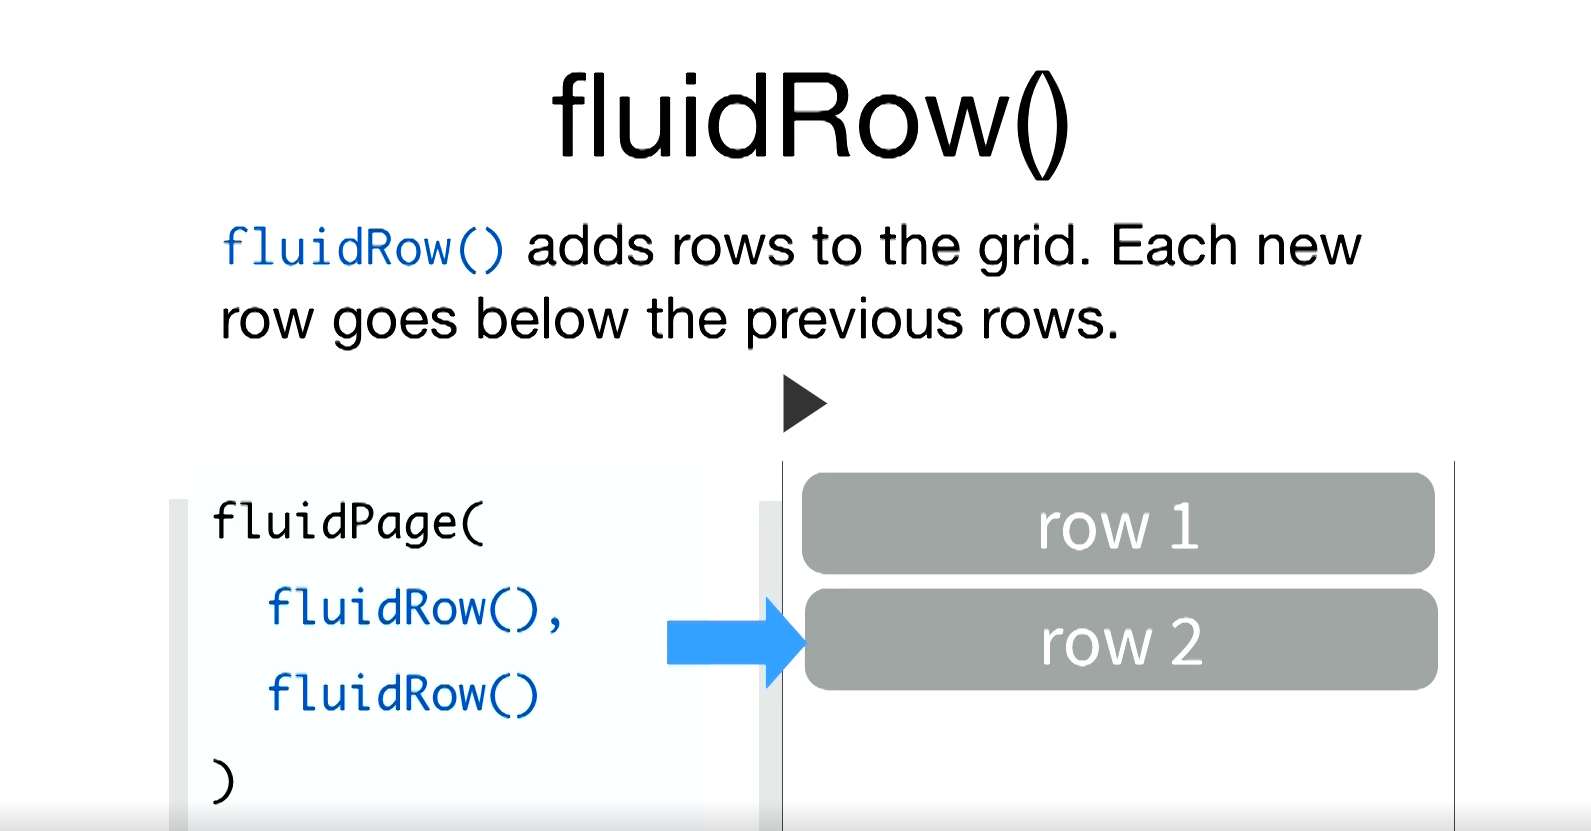 fluidRow()
fluidRow() adds rows to the grid. Each new
row goes below the previous rows.
fluidPage(
fluidRow(),
fluidRow()
)
row 1
row 2